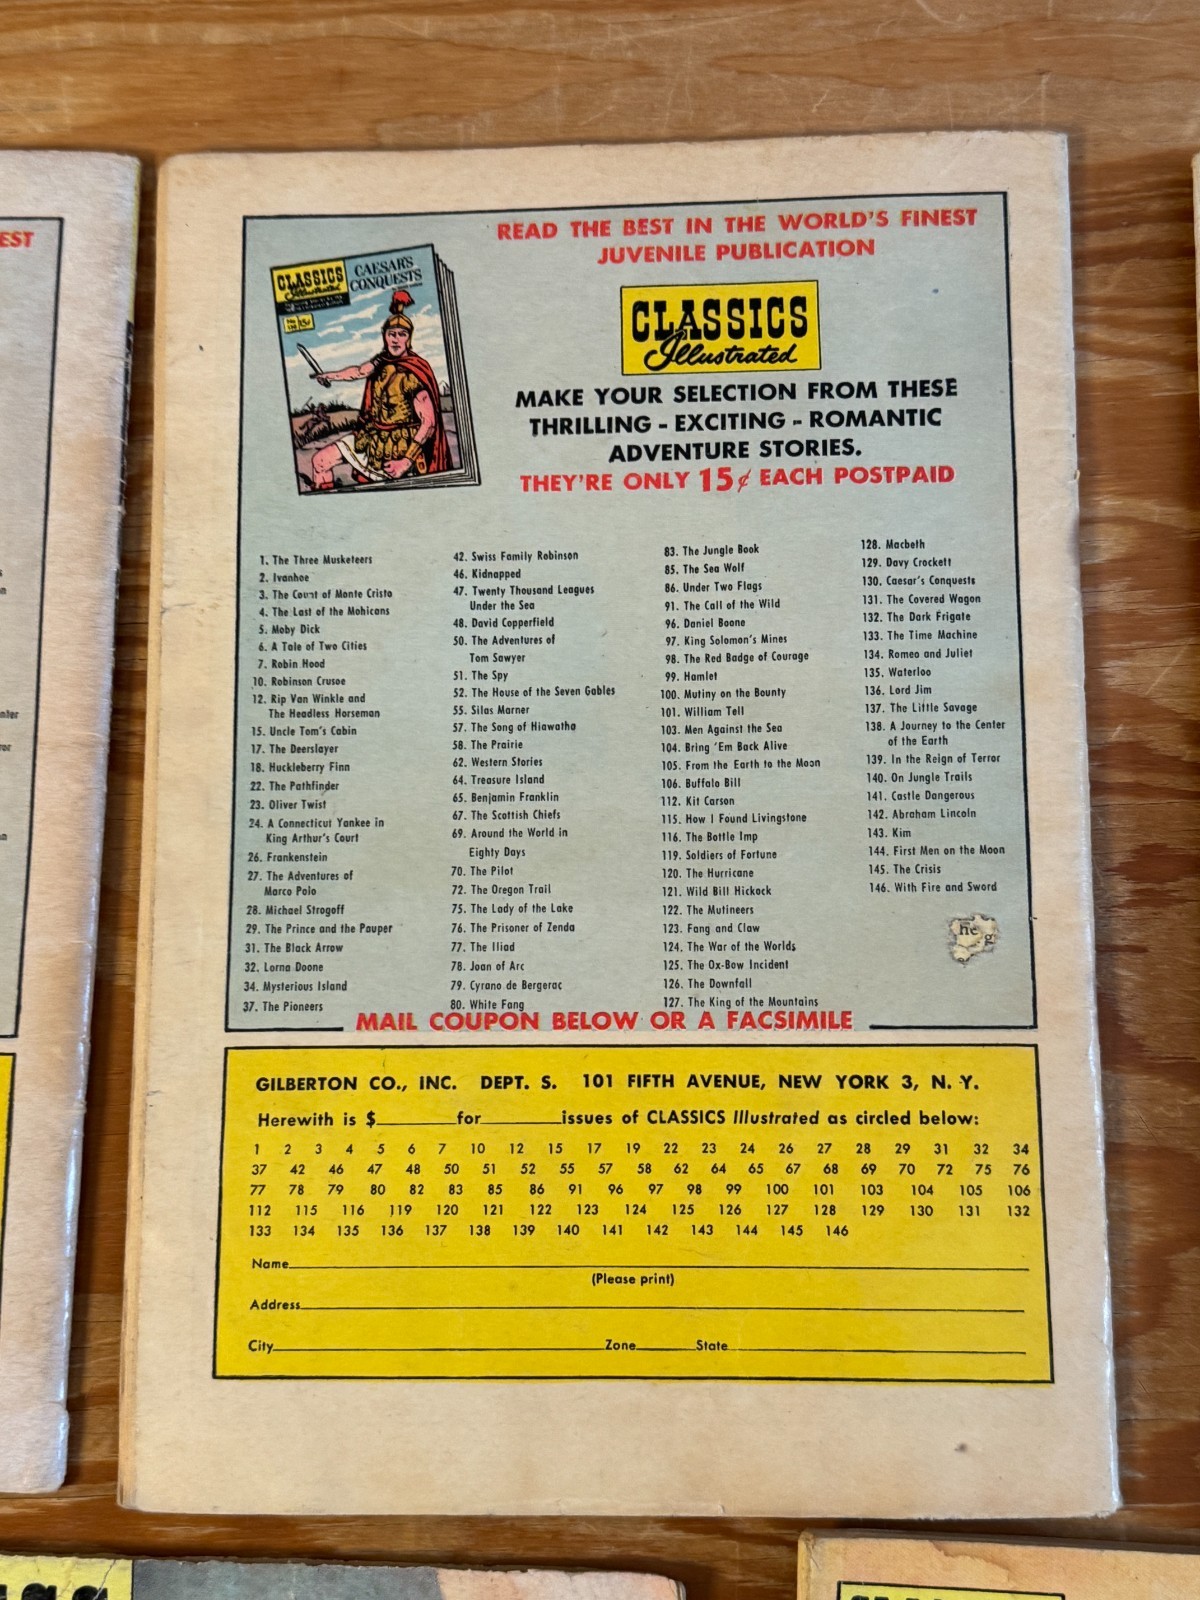 EST
READ THE BEST IN THE WORLD'S FINEST
JUVENILE PUBLICATION
CLASSICS
Illustrated
CAESAR'S
CONQUESTS
15¢
CLASSICS
Illustrated
MAKE YOUR SELECTION FROM THESE
THRILLING - EXCITING - ROMANTIC
ADVENTURE STORIES.
THEY'RE ONLY 15¢ EACH POSTPAID
1. The Three Musketeers
2. Ivanhoe
3. The Count of Monte Cristo
4. The Last of the Mohicans
5. Moby Dick
6. A Tale of Two Cities
7. Robin Hood
10. Robinson Crusoe
12. Rip Van Winkle and
The Headless Horseman
15. Uncle Tom's Cabin
17. The Deerslayer
18. Huckleberry Finn
22. The Pathfinder
23. Oliver Twist
24. A Connecticut Yankee in
King Arthur's Court
26. Frankenstein
27. The Adventures of
Marco Polo
28. Michael Strogoff
29. The Prince and the Pauper
31. The Black Arrow
32. Lorna Doone
34. Mysterious Island
37. The Pioneers
42. Swiss Family Robinson
46. Kidnapped
47. Twenty Thousand Leagues
Under the Sea
48. David Copperfield
50. The Adventures of
Tom Sawyer
51. The Spy
52. The House of the Seven Gables
55. Silas Marner
57. The Song of Hiawatha
58. The Prairie
62. Western Stories
64. Treasure Island
65. Benjamin Franklin
67. The Scottish Chiefs
69. Around the World in
Eighty Days
70. The Pilot
72. The Oregon Trail
75. The Lady of the Lake
76. The Prisoner of Zenda
77. The Iliad
78. Joan of Arc
79. Cyrano de Bergerac
80. White Fang
83. The Jungle Book
85. The Sea Wolf
86. Under Two Flags
91. The Call of the Wild
96. Daniel Boone
97. King Solomon's Mines
98. The Red Badge of Courage
99. Hamlet
100. Mutiny on the Bounty
101. William Tell
103. Men Against the Sea
104. Bring 'Em Back Alive
105. From the Earth to the Moon
106. Buffalo Bill
112. Kit Carson
115. How I Found Livingstone
116. The Bottle Imp
119. Soldiers of Fortune
120. The Hurricane
121. Wild Bill Hickock
122. The Mutineers
123. Fang and Claw
124. The War of the Worlds
125. The Ox-Bow Incident
126. The Downfall
127. The King of the Mountains
128. Macbeth
129. Davy Crockett
130. Caesar's Conquests
131. The Covered Wagon
132. The Dark Frigate
133. The Time Machine
134. Romeo and Juliet
135. Waterloo
136. Lord Jim
137. The Little Savage
138. A Journey to the Center
of the Earth
139. In the Reign of Terror
140. On Jungle Trails
141. Castle Dangerous
142. Abraham Lincoln
143. Kim
144. First Men on the Moon
145. The Crisis
146. With Fire and Sword
he
MAIL COUPON BELOW OR A FACSIMILE
GILBERTON CO., INC. DEPT. S. 101 FIFTH AVENUE, NEW YORK 3, N. Y.
Herewith is $ for issues of CLASSICS Illustrated as circled below:
1 2 3 4 5 6 7 10 12 15 17 19 22 23 24 26 27 28 29 31 32 34
37 42 46 47 48 50 51 52 55 57 58 62 64 65 67 68 69 70 72 75 76
77 78 79 80 82 83 85 86 91 96 97 98 99 100 101 103 104 105 106
112 115 116 119 120 121 122 123 124 125 126 127 128 129 130 131 132
133 134 135 136 137 138 139 140 141 142 143 144 145 146
Name
(Please print)
Address
City Zone State